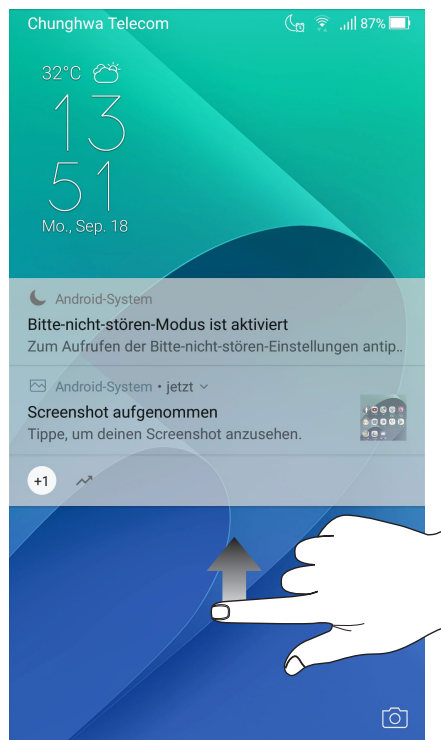 Chunghwa Telecom 87%
32°C
13
51
Mo., Sep. 18
Android-System
Bitte-nicht-stören-Modus ist aktiviert
Zum Aufrufen der Bitte-nicht-stören-Einstellungen antip..
Android-System • jetzt
Screenshot aufgenommen
Tippe, um deinen Screenshot anzusehen.
+1